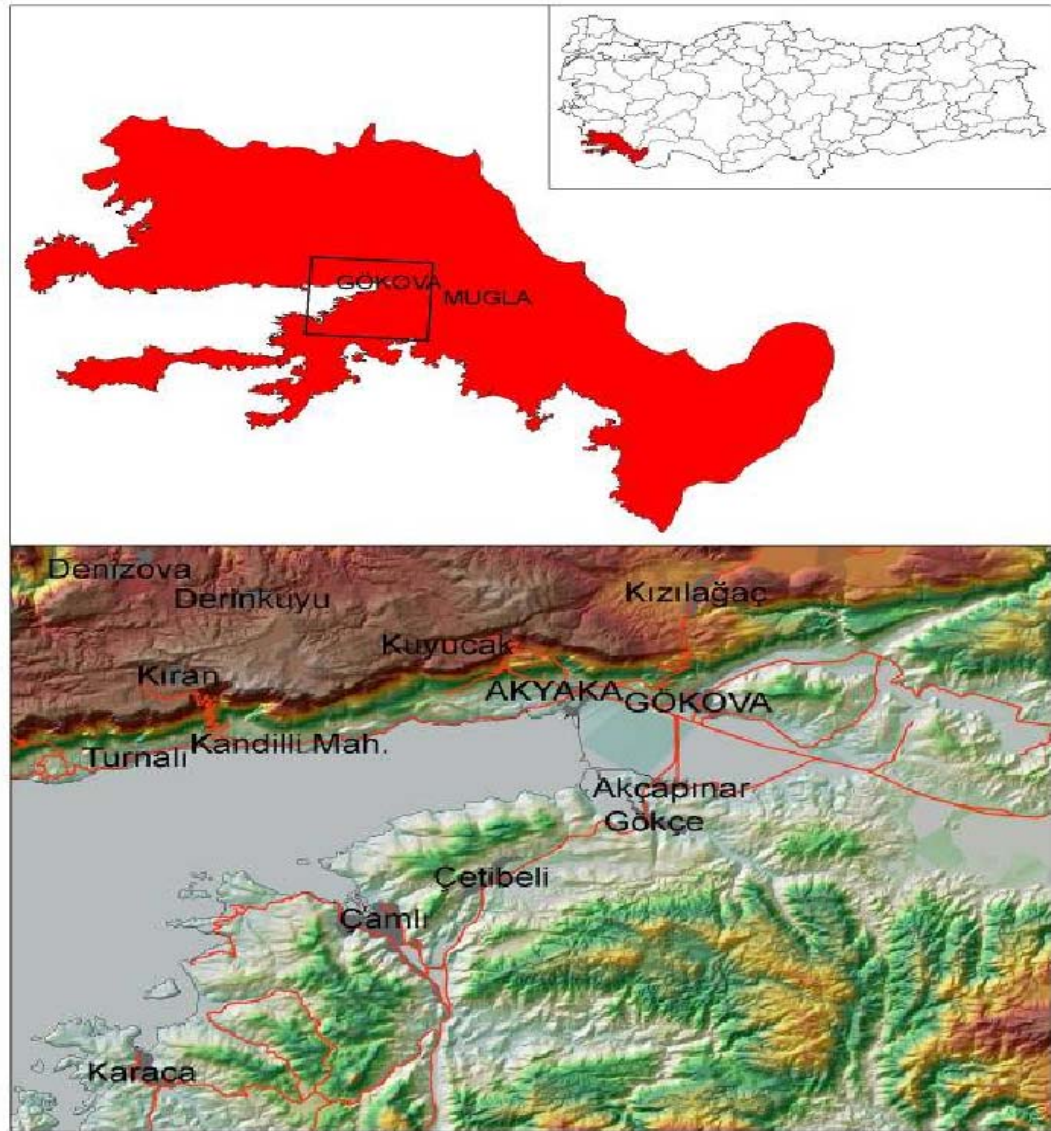 GÖKOVA
MUGLA
Denizova
Derinkuyu
Kızılağaç
Kuyucak
Kıran
AKYAKA
GÖKOVA
Turnalı
Kandilli Mah.
Akçapınar
Gökçe
Çetibeli
Çamlı
Karaca